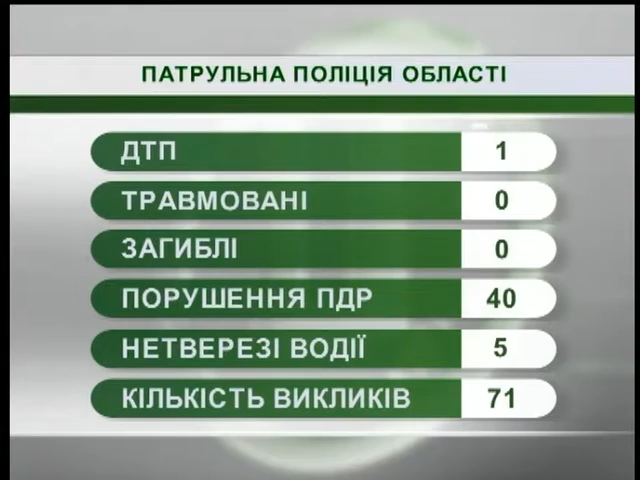 ПАТРУЛЬНА ПОЛІЦІЯ ОБЛАСТІ
ДТП 1
ТРАВМОВАНІ 0
ЗАГИБЛІ 0
ПОРУШЕННЯ ПДР 40
НЕТВЕРЕЗІ ВОДІЇ 5
КІЛЬКІСТЬ ВИКЛИКІВ 71